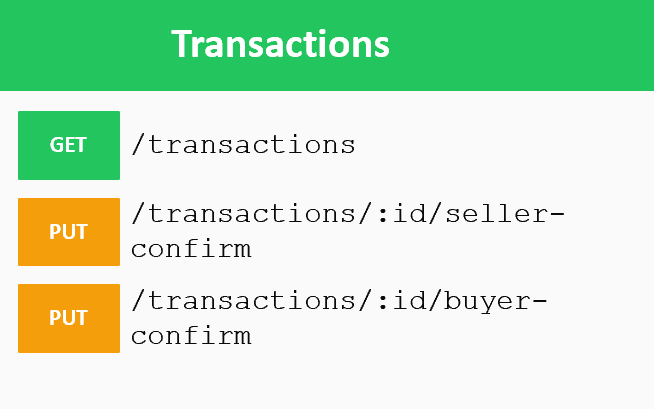 Transactions
GET
/transactions
PUT
/transactions/:id/seller-
confirm
PUT
/transactions/:id/buyer-
confirm